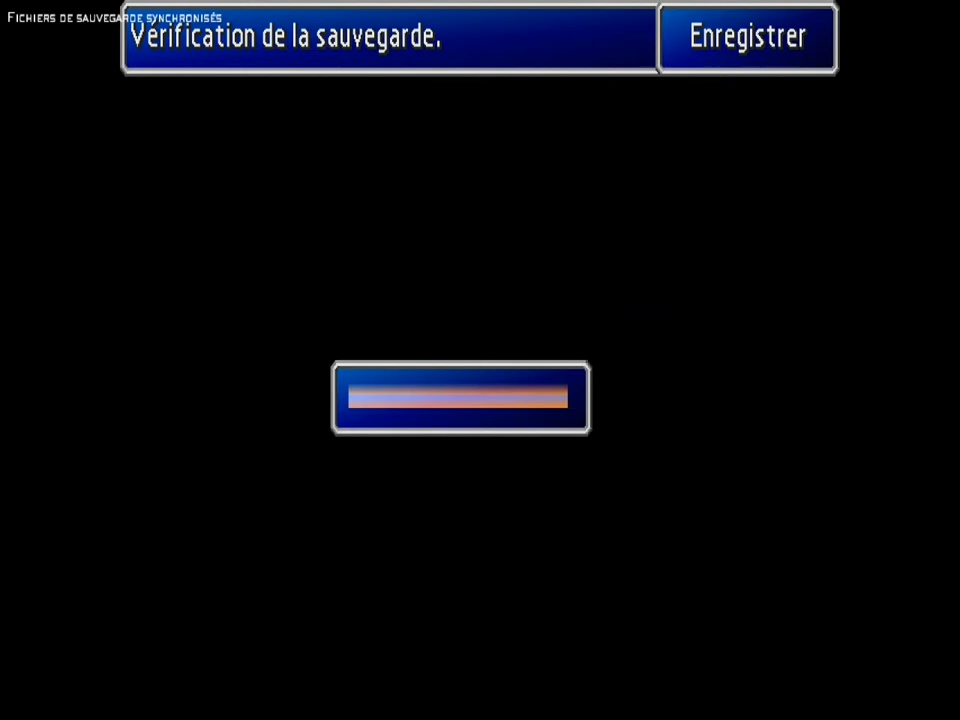 Fichiers de sauvegarde synchronisés
Vérification de la sauvegarde.
Enregistrer